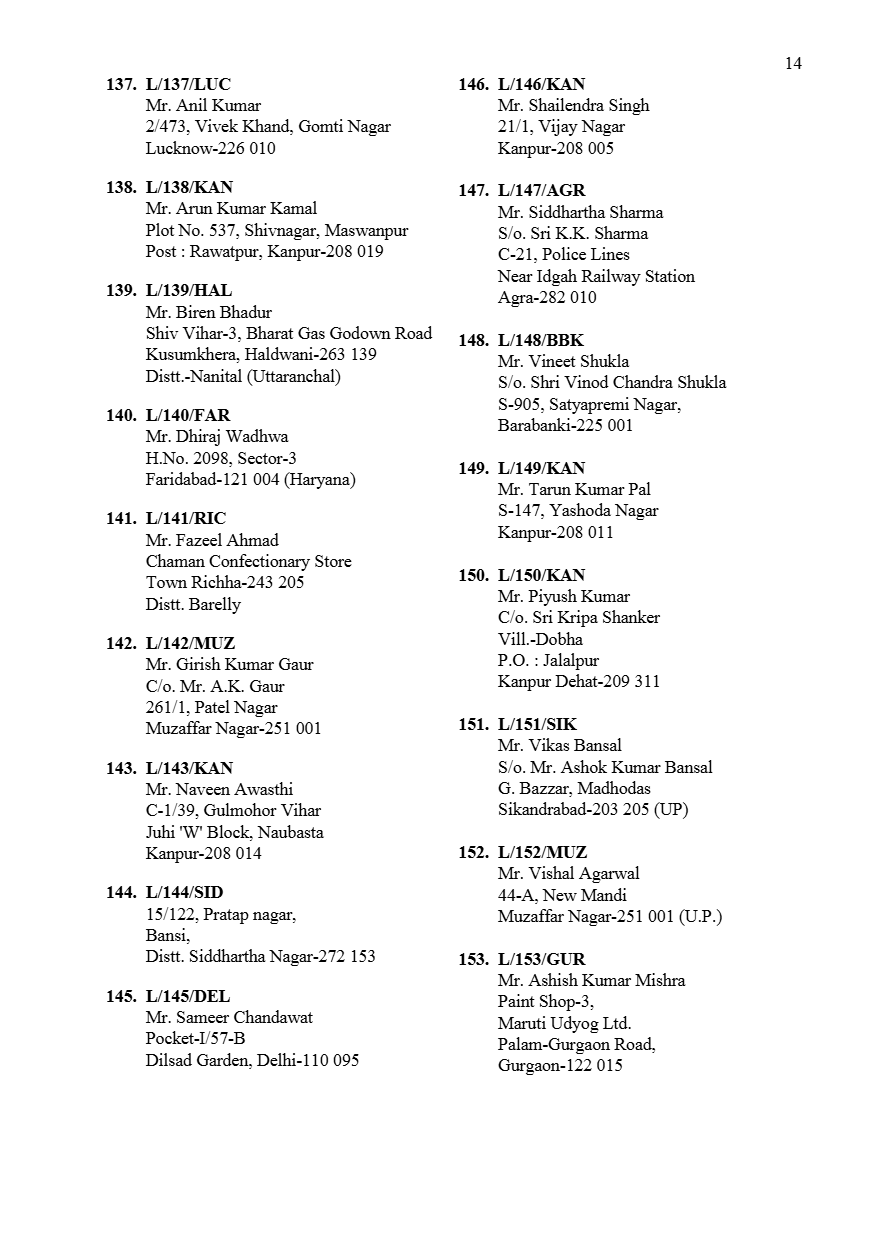 14
137. L/137/LUC
Mr. Anil Kumar
2/473, Vivek Khand, Gomti Nagar
Lucknow-226 010
138. L/138/KAN
Mr. Arun Kumar Kamal
Plot No. 537, Shivnagar, Maswanpur
Post : Rawatpur, Kanpur-208 019
139. L/139/HAL
Mr. Biren Bhadur
Shiv Vihar-3, Bharat Gas Godown Road
Kusumkhera, Haldwani-263 139
Distt.-Nanital (Uttaranchal)
140. L/140/FAR
Mr. Dhiraj Wadhwa
H.No. 2098, Sector-3
Faridabad-121 004 (Haryana)
141. L/141/RIC
Mr. Fazeel Ahmad
Chaman Confectionary Store
Town Richha-243 205
Distt. Barelly
142. L/142/MUZ
Mr. Girish Kumar Gaur
C/o. Mr. A.K. Gaur
261/1, Patel Nagar
Muzaffar Nagar-251 001
143. L/143/KAN
Mr. Naveen Awasthi
C-1/39, Gulmohor Vihar
Juhi 'W' Block, Naubasta
Kanpur-208 014
144. L/144/SID
15/122, Pratap nagar,
Bansi,
Distt. Siddhartha Nagar-272 153
145. L/145/DEL
Mr. Sameer Chandawat
Pocket-I/57-B
Dilsad Garden, Delhi-110 095
146. L/146/KAN
Mr. Shailendra Singh
21/1, Vijay Nagar
Kanpur-208 005
147. L/147/AGR
Mr. Siddhartha Sharma
S/o. Sri K.K. Sharma
C-21, Police Lines
Near Idgah Railway Station
Agra-282 010
148. L/148/BBK
Mr. Vineet Shukla
S/o. Shri Vinod Chandra Shukla
S-905, Satyapremi Nagar,
Barabanki-225 001
149. L/149/KAN
Mr. Tarun Kumar Pal
S-147, Yashoda Nagar
Kanpur-208 011
150. L/150/KAN
Mr. Piyush Kumar
C/o. Sri Kripa Shanker
Vill.-Dobha
P.O. : Jalalpur
Kanpur Dehat-209 311
151. L/151/SIK
Mr. Vikas Bansal
S/o. Mr. Ashok Kumar Bansal
G. Bazzar, Madhodas
Sikandrabad-203 205 (UP)
152. L/152/MUZ
Mr. Vishal Agarwal
44-A, New Mandi
Muzaffar Nagar-251 001 (U.P.)
153. L/153/GUR
Mr. Ashish Kumar Mishra
Paint Shop-3,
Maruti Udyog Ltd.
Palam-Gurgaon Road,
Gurgaon-122 015